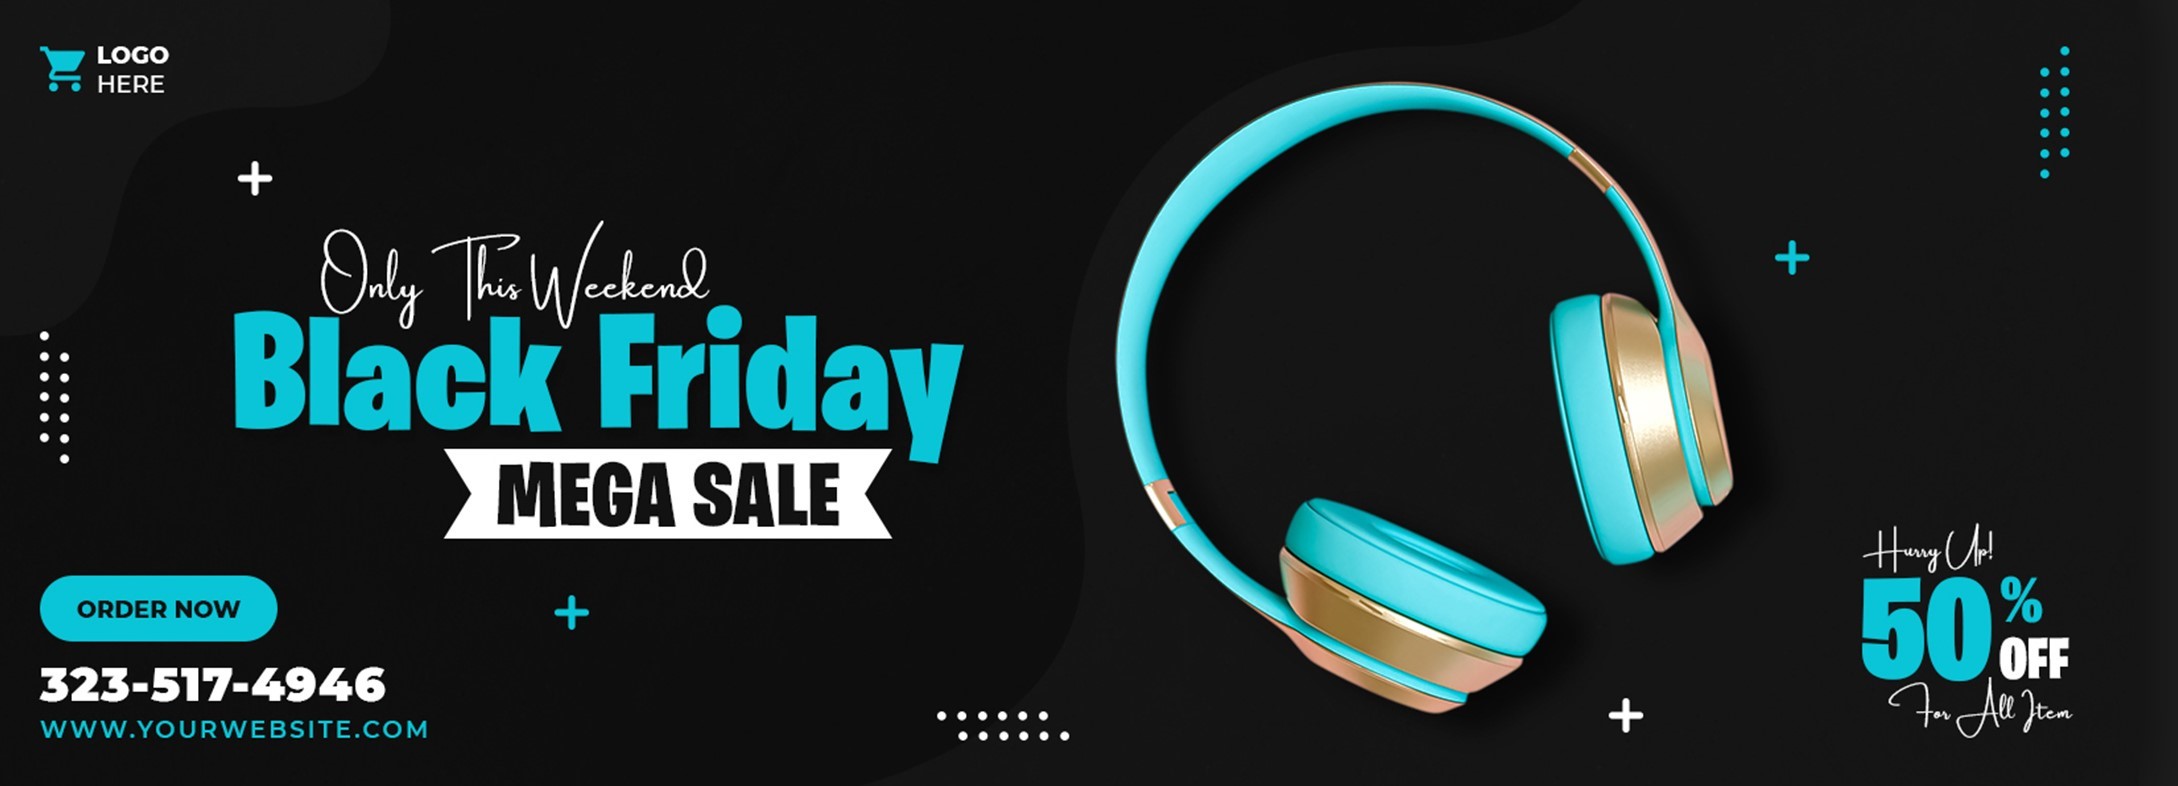 LOGO
HERE
Only This Weekend
Black Friday
MEGA SALE
ORDER NOW
323-517-4946
WWW.YOURWEBSITE.COM
Hurry Up!
50%
OFF
For All Item